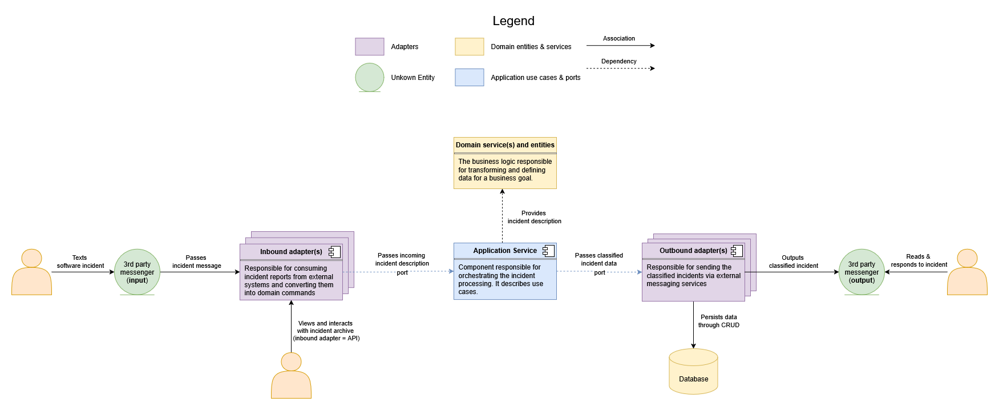 Legend
Adapters
Domain entities & services
Association
Dependency
Unkown Entity
Application use cases & ports
Domain service(s) and entities
The business logic responsible
for transforming and defining
data for a business goal.
Provides
incident description
Texts
software incident
3rd party
messenger
(input)
Passes
incident message
Inbound adapter(s)
Responsible for consuming
incident reports from external
systems and converting them
into domain commands
Passes incoming
incident description
port
Application Service
Component responsible for
orchestrating the incident
processing. It describes use
cases.
Passes classified
incident data
port
Outbound adapter(s)
Responsible for sending the
classified incidents via external
messaging services
Outputs
classified incident
3rd party
messenger
(output)
Reads &
responds to incident
Views and interacts
with incident archive
(inbound adapter = API)
Persists data
through CRUD
Database